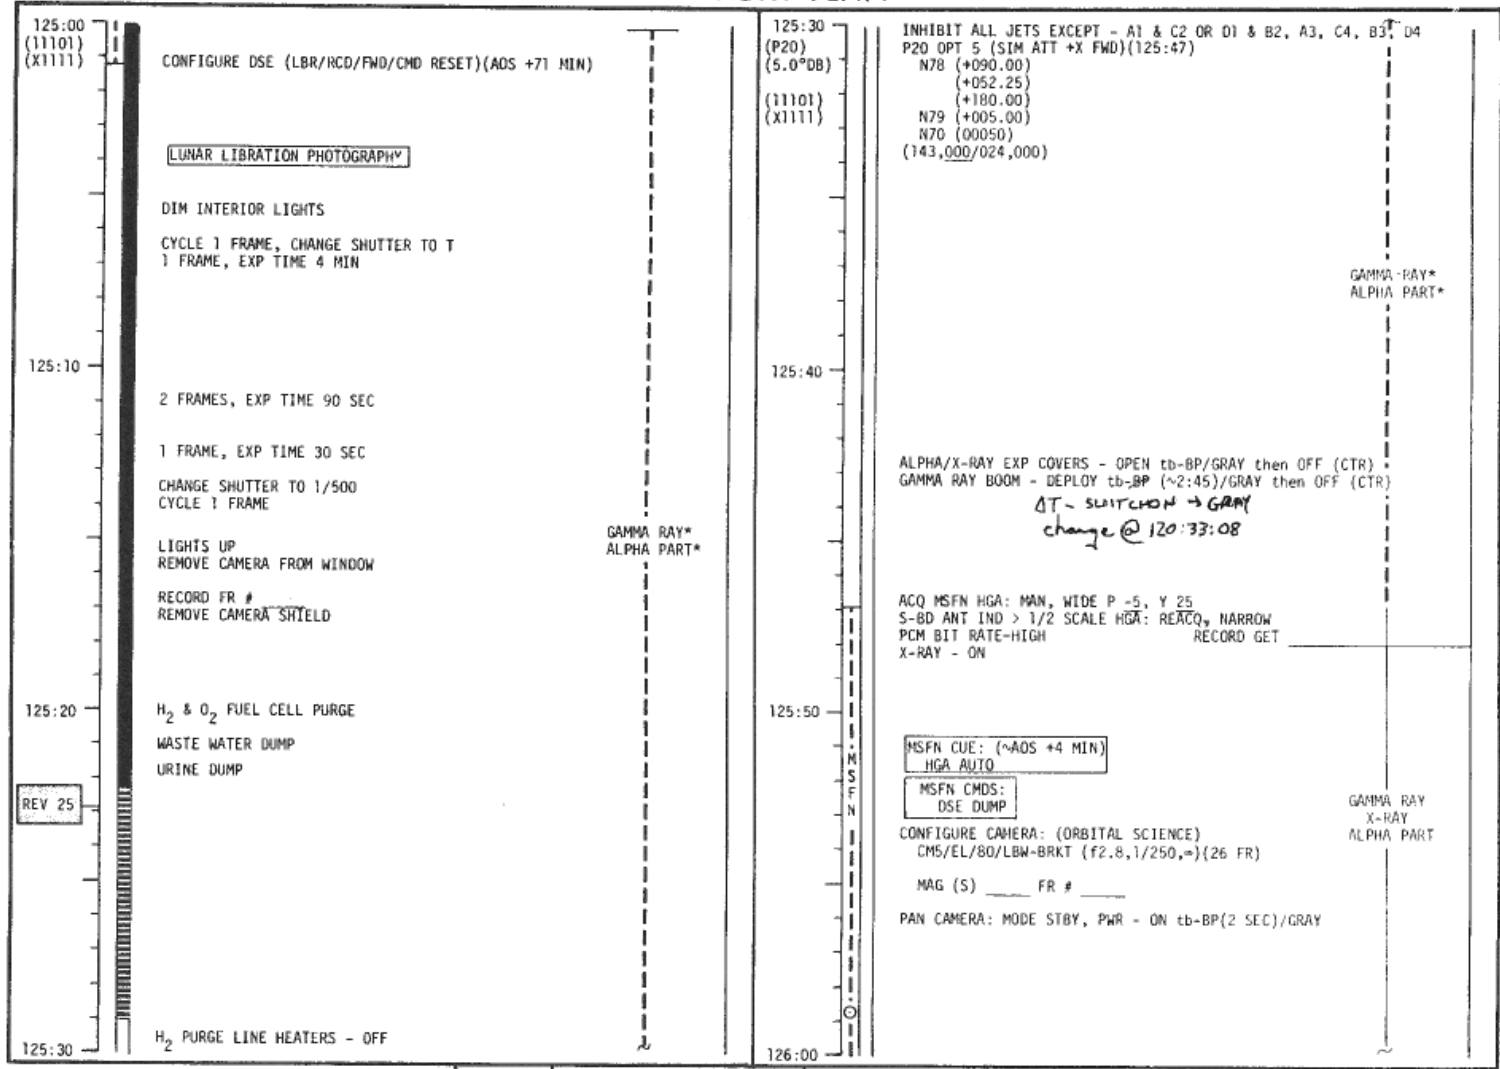 125:00
(11101)
(X1111)
CONFIGURE DSE (LBR/RCD/FWD/CMD RESET)(AOS +71 MIN)
LUNAR LIBRATION PHOTOGRAPHY
DIM INTERIOR LIGHTS
CYCLE 1 FRAME, CHANGE SHUTTER TO T
1 FRAME, EXP TIME 4 MIN
125:10
2 FRAMES, EXP TIME 90 SEC
1 FRAME, EXP TIME 30 SEC
CHANGE SHUTTER TO 1/500
CYCLE 1 FRAME
GAMMA RAY*
ALPHA PART*
LIGHTS UP
REMOVE CAMERA FROM WINDOW
RECORD FR # ____
REMOVE CAMERA SHIELD
125:20
H2 & O2 FUEL CELL PURGE
WASTE WATER DUMP
URINE DUMP
REV 25
H2 PURGE LINE HEATERS - OFF
125:30
125:30
(P20)
(5.0°DB)
(11101)
(X1111)
INHIBIT ALL JETS EXCEPT - A1 & C2 OR D1 & B2, A3, C4, B3, D4
P20 OPT 5 (SIM ATT +X FWD)(125:47)
N78 (+090.00)
(+052.25)
(+180.00)
N79 (+005.00)
N70 (00050)
(143,000/024,000)
GAMMA-RAY*
ALPHA PART*
125:40
ALPHA/X-RAY EXP COVERS - OPEN tb-BP/GRAY then OFF (CTR)
GAMMA RAY BOOM - DEPLOY tb-BP (~2:45)/GRAY then OFF (CTR)
ΔT - SWITCH ON → GRAY
change @ 120:33:08
ACQ MSFN HGA: MAN, WIDE P -5, Y 25
S-BD ANT IND > 1/2 SCALE HGA: REACQ, NARROW
PCM BIT RATE-HIGH RECORD GET ____
X-RAY - ON
125:50
MSFN
MSFN CUE: (~AOS +4 MIN)
HGA AUTO
MSFN CMDS:
DSE DUMP
GAMMA RAY
X-RAY
ALPHA PART
CONFIGURE CAMERA: (ORBITAL SCIENCE)
CM5/EL/80/LBW-BRKT (f2.8,1/250,∞)(26 FR)
MAG (S) ____ FR # ____
PAN CAMERA: MODE STBY, PWR - ON tb-BP(2 SEC)/GRAY
126:00